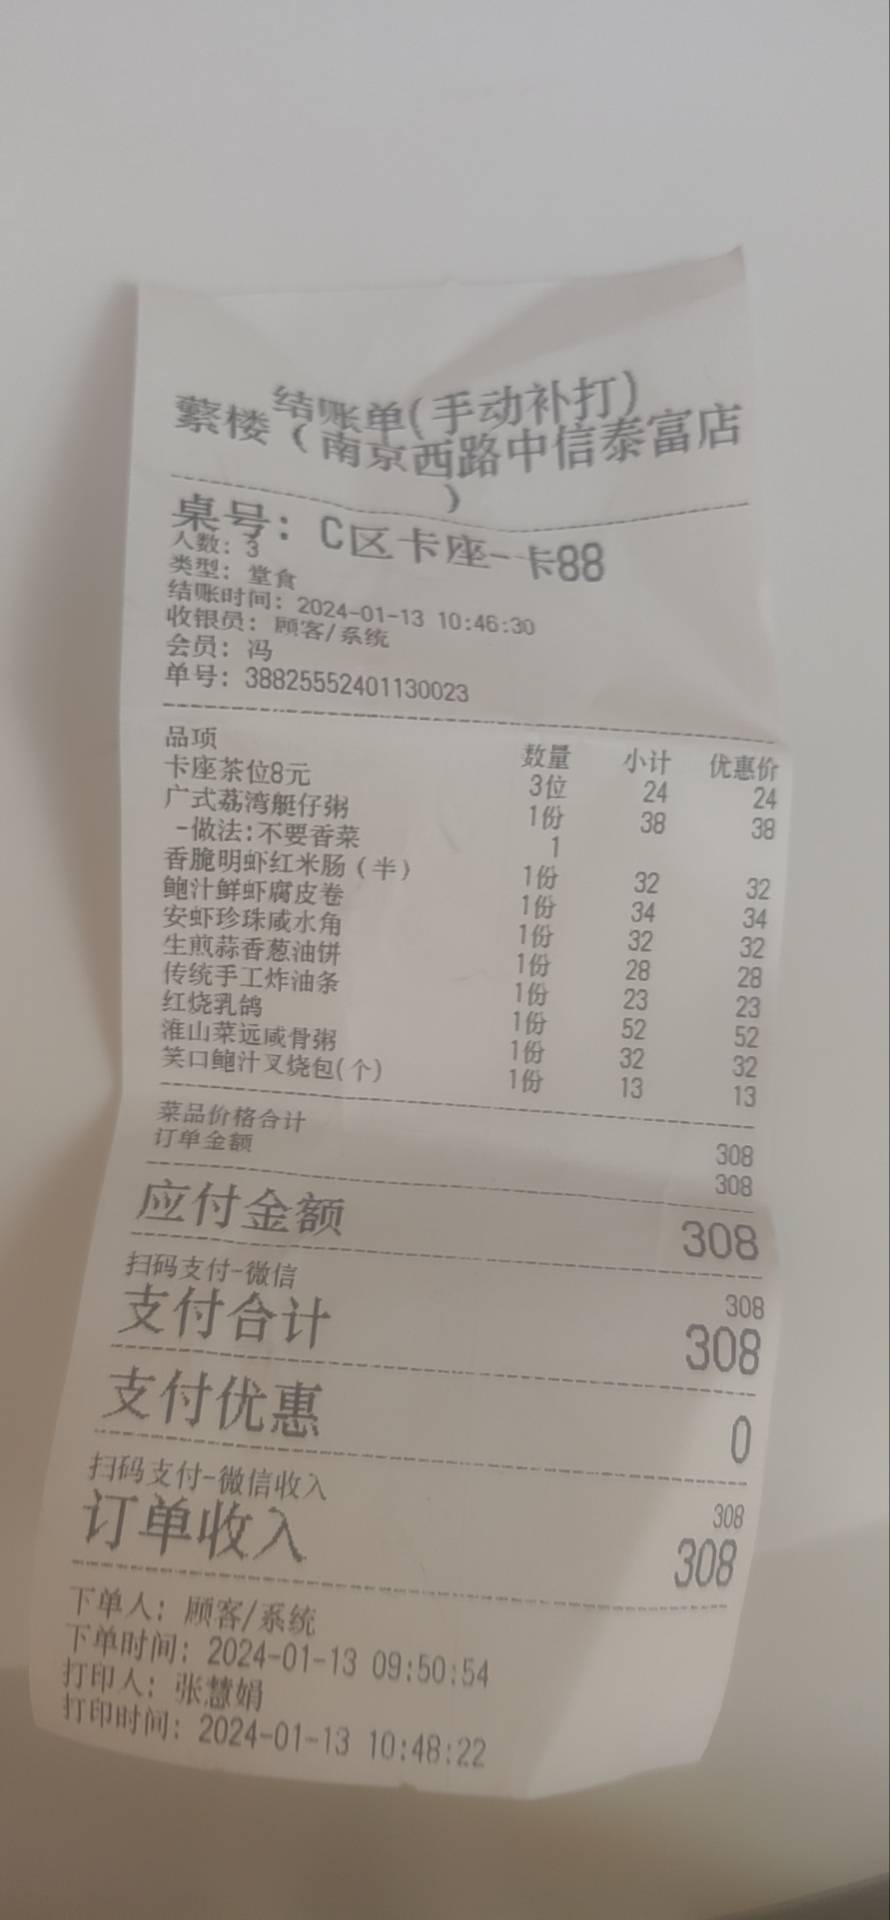 结账单(手动补打)
蘩楼（南京西路中信泰富店
）
桌号: C区卡座-卡88
人数: 3
类型: 堂食
结账时间: 2024-01-13 10:46:30
收银员: 顾客/系统
会员: 冯
单号: 38825552401130023
品项 数量 小计 优惠价
卡座茶位8元 3位 24 24
广式荔湾艇仔粥 1份 38 38
-做法:不要香菜 1
香脆明虾红米肠（半） 1份 32 32
鲍汁鲜虾腐皮卷 1份 34 34
安虾珍珠咸水角 1份 32 32
生煎蒜香葱油饼 1份 28 28
传统手工炸油条 1份 23 23
红烧乳鸽 1份 52 52
淮山菜远咸骨粥 1份 32 32
笑口鲍汁叉烧包(个) 1份 13 13
菜品价格合计 308
订单金额 308
应付金额 308
扫码支付-微信 308
支付合计 308
支付优惠 0
扫码支付-微信收入 308
订单收入 308
下单人: 顾客/系统
下单时间: 2024-01-13 09:50:54
打印人: 张慧娟
打印时间: 2024-01-13 10:48:22